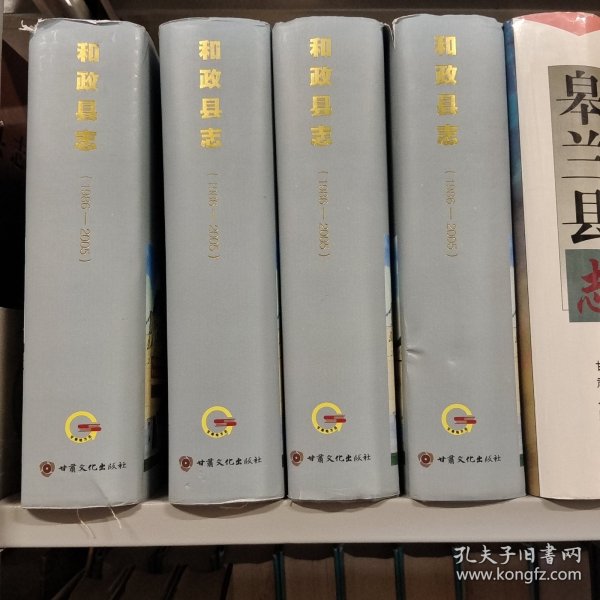 和政县志
（1986—2005）
甘肃文化出版社
和政县志
（1986—2005）
甘肃文化出版社
和政县志
（1986—2005）
甘肃文化出版社
和政县志
（1986—2005）
甘肃文化出版社
皋兰县志
孔夫子旧书网
www.kongfz.com